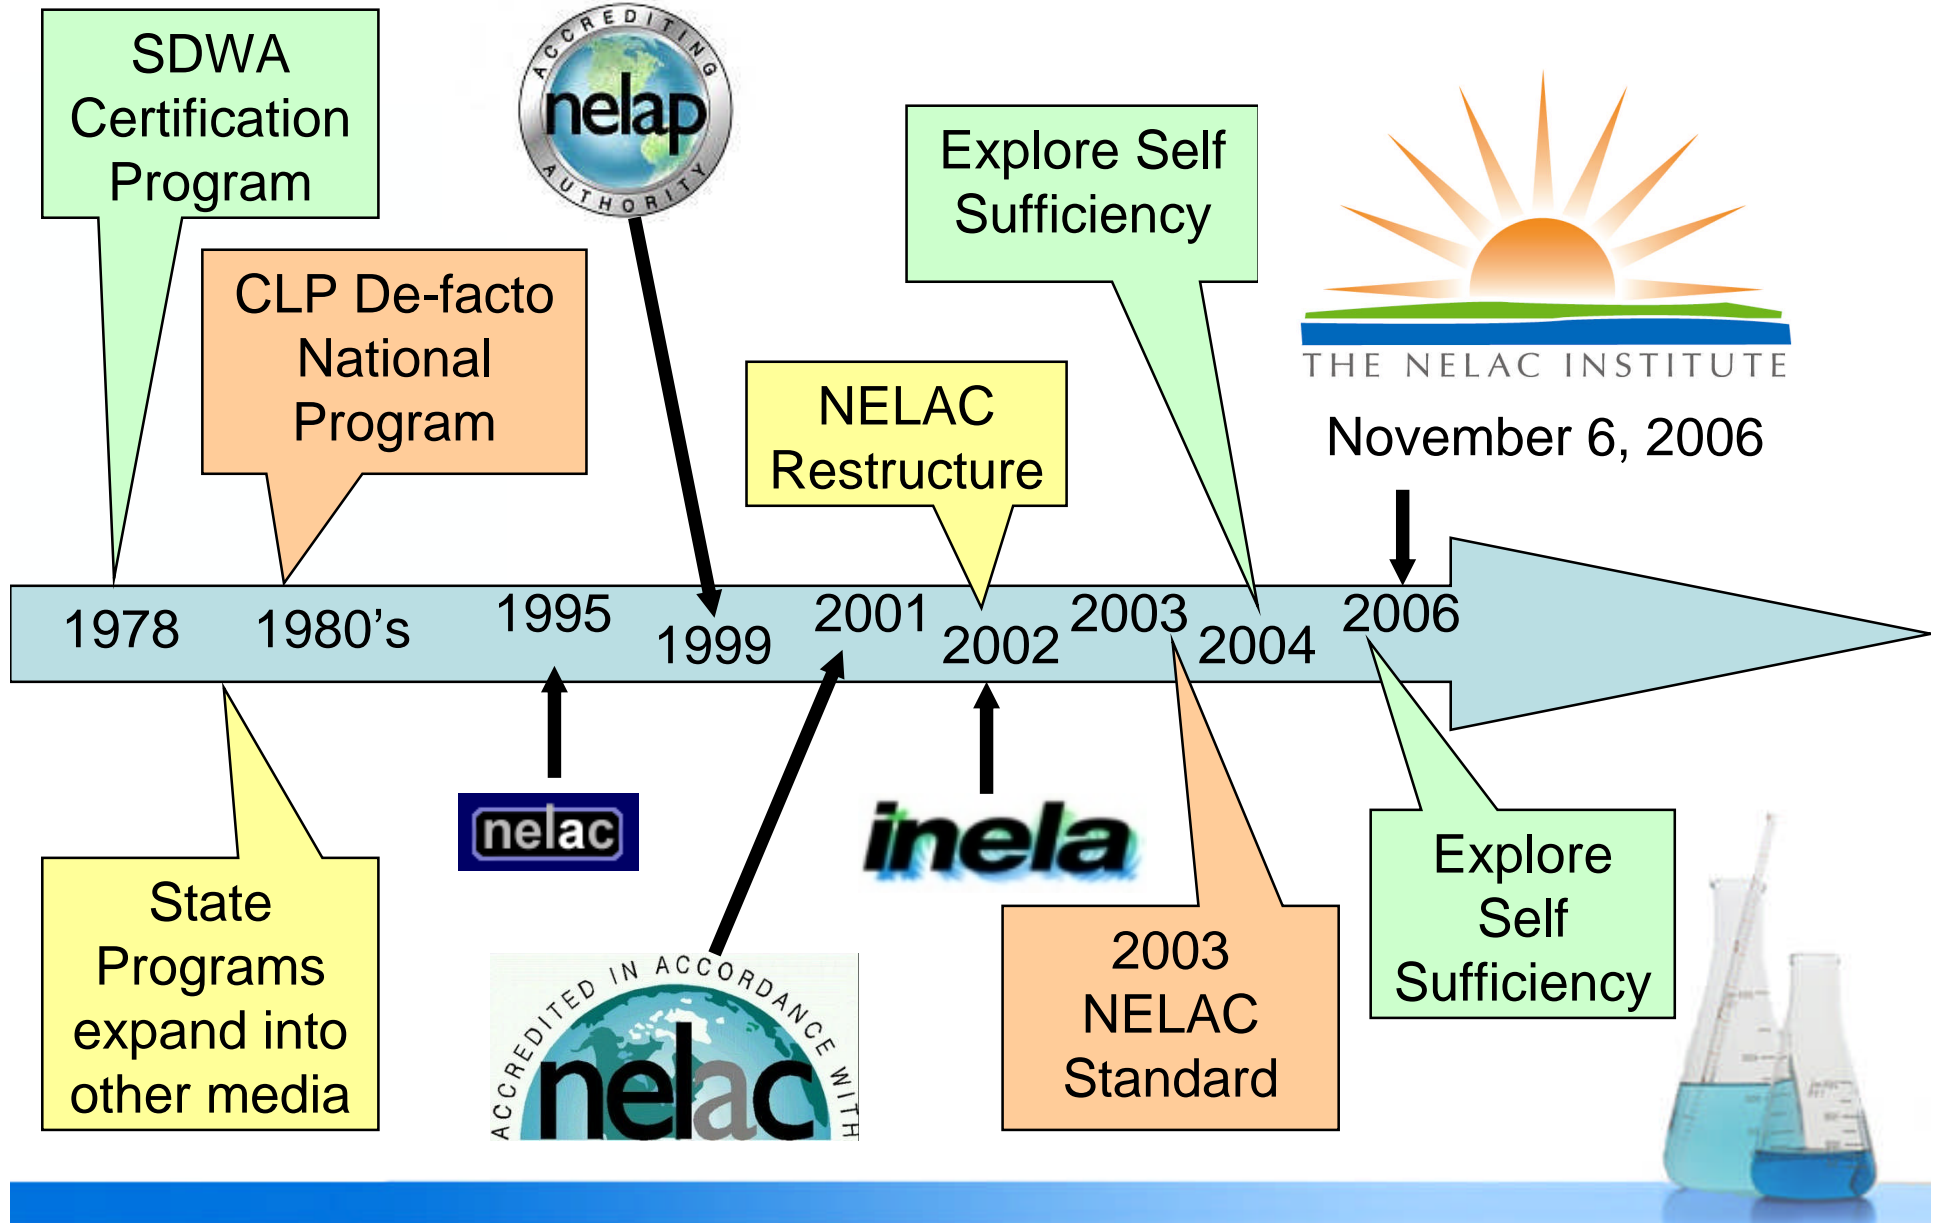 SDWA
Certification
Program
ACCREDITING
nelap
AUTHORITY
CLP De-facto
National
Program
Explore Self
Sufficiency
THE NELAC INSTITUTE
November 6, 2006
NELAC
Restructure
1978
1980's
1995
1999
2001
2002
2003
2004
2006
State
Programs
expand into
other media
nelac
ACCREDITED IN ACCORDANCE WITH
nelac
inela
2003
NELAC
Standard
Explore
Self
Sufficiency